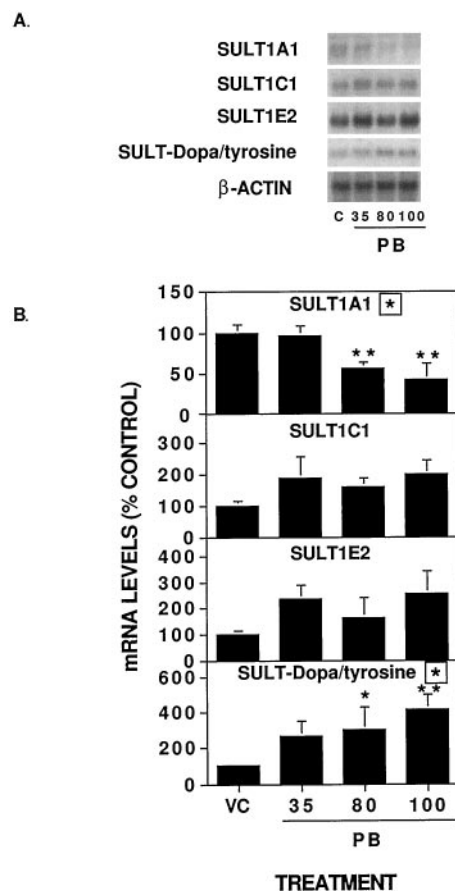 A.
SULT1A1
SULT1C1
SULT1E2
SULT-Dopa/tyrosine
β-ACTIN
C 35 80 100
PB
B.
mRNA LEVELS (% CONTROL)
SULT1A1 *
150
100
50
0
** **
SULT1C1
300
200
100
0
SULT1E2
400
300
200
100
0
SULT-Dopa/tyrosine *
600
400
200
0
* **
VC 35 80 100
PB
TREATMENT